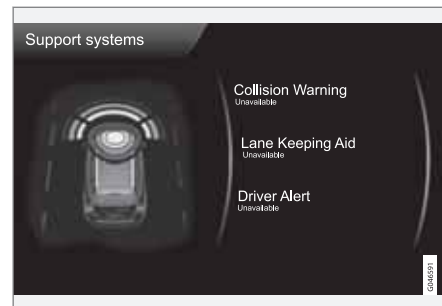 Support systems
Collision Warning
Unavailable
Lane Keeping Aid
Unavailable
Driver Alert
Unavailable
G046591